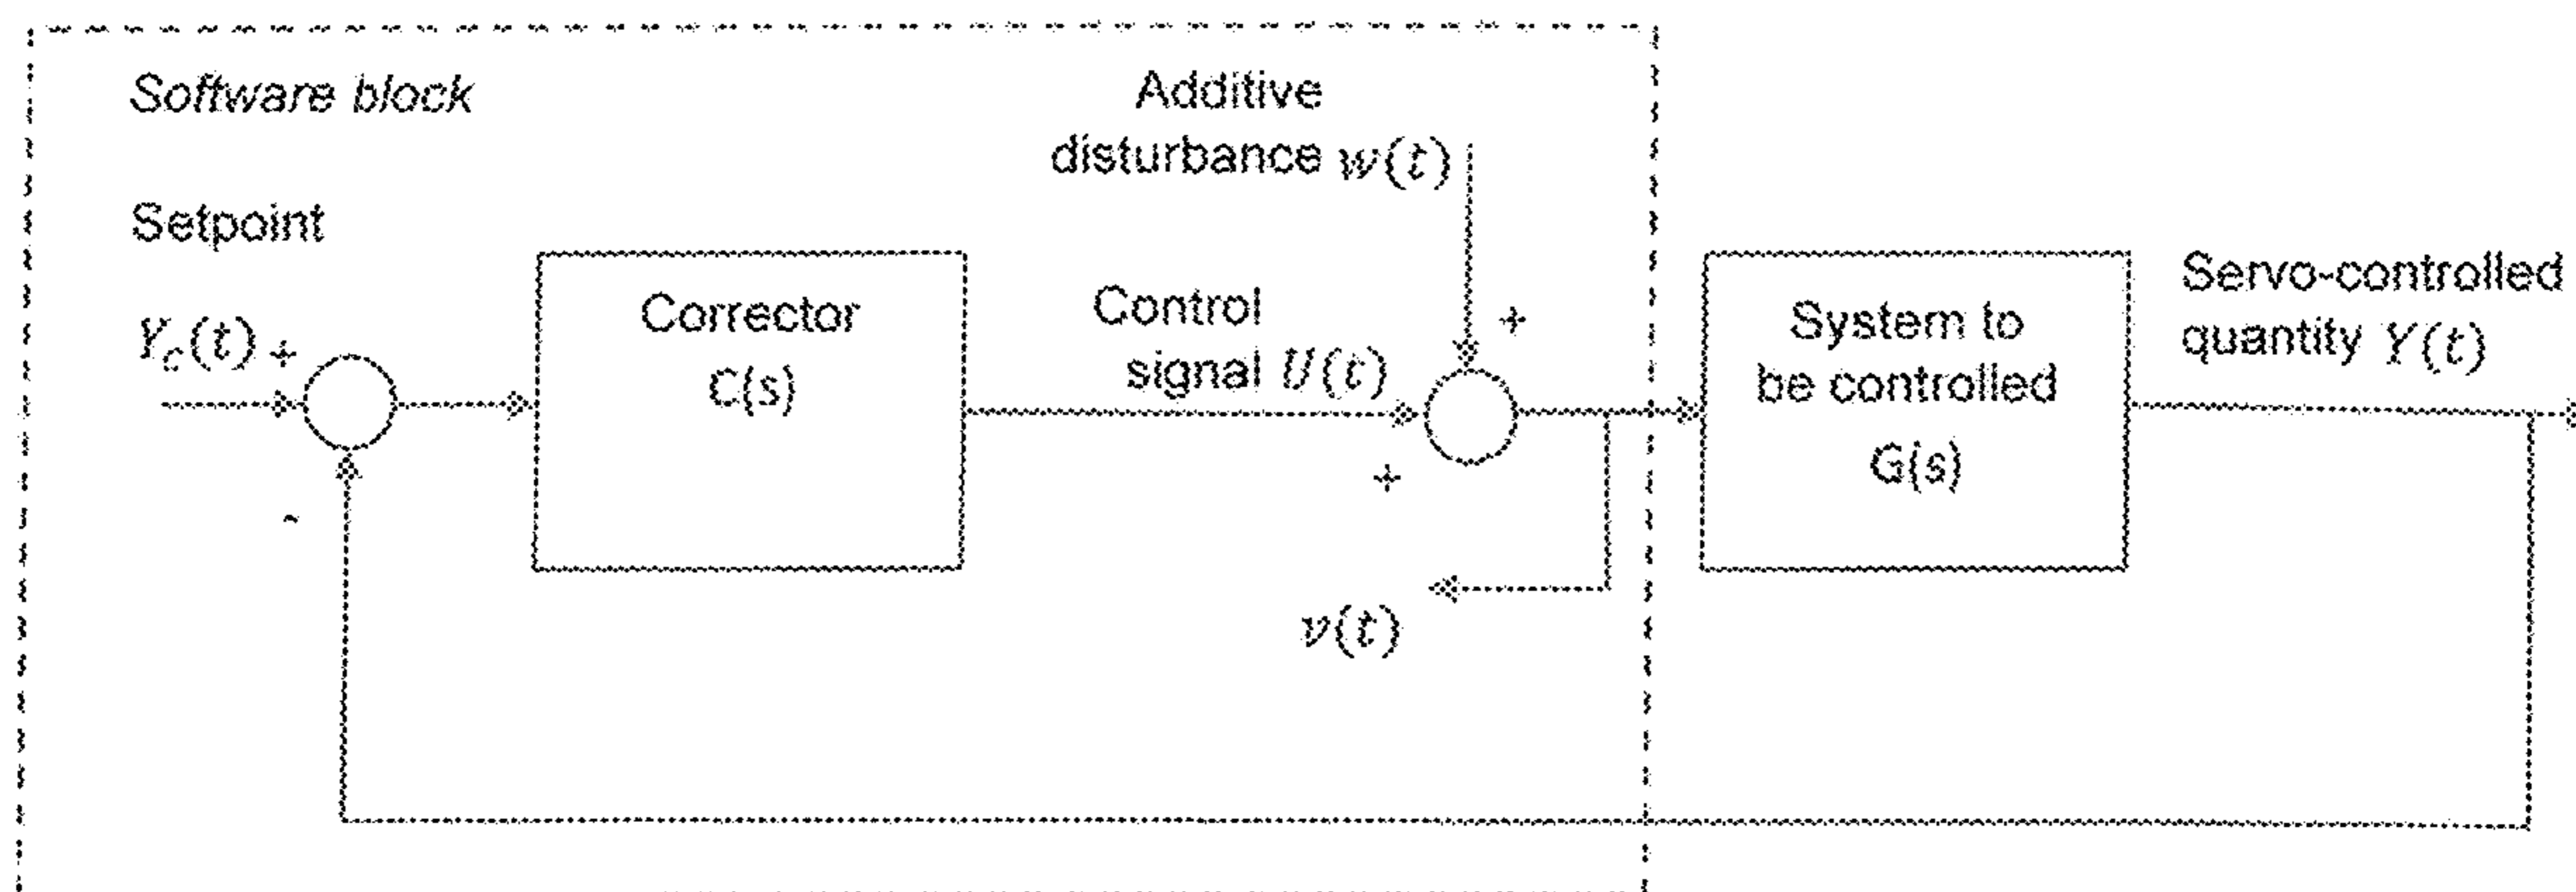 Software block
Additive
disturbance w(t)
Setpoint
Y_c(t) +
-
Corrector
C(s)
Control
signal U(t)
+
+
v(t)
System to
be controlled
G(s)
Servo-controlled
quantity Y(t)